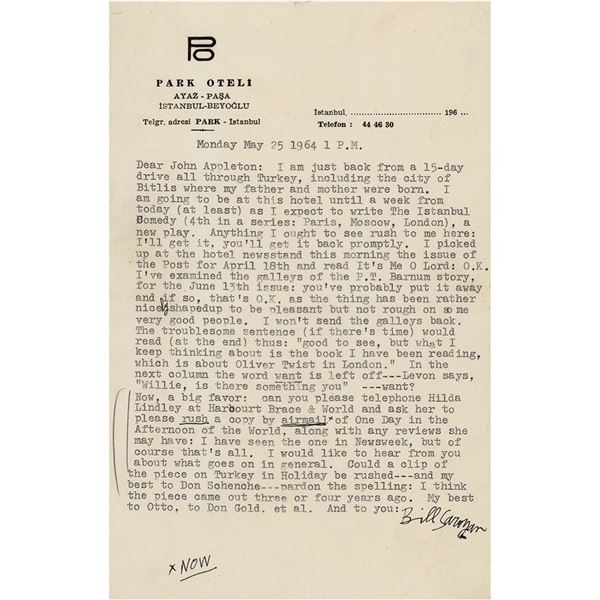 PARK OTELİ
AYAZ - PAŞA
İSTANBUL-BEYOĞLU
Telgr. adresi PARK - İstanbul
İstanbul, .............................. 196 ...
Telefon : 44 46 30
Monday May 25 1964 1 P.M.
Dear John Appleton: I am just back from a 15-day
drive all through Turkey, including the city of
Bitlis where my father and mother were born. I
am going to be at this hotel until a week from
today (at least) as I expect to write The Istanbul
Comedy (4th in a series: Paris, Moscow, London), a
new play. Anything I ought to see rush to me here:
I'll get it, you'll get it back promptly. I picked
up at the hotel newsstand this morning the issue of
the Post for April 18th and read It's Me O Lord: O.K.
I've examined the galleys of the P.T. Barnum story,
for the June 13th issue: you've probably put it away
and if so, that's O.K. as the thing has been rather
nicely shapedup to be pleasant but not rough on some
very good people. I won't send the galleys back.
The troublesome sentence (if there's time) would
read (at the end) thus: "good to see, but what I
keep thinking about is the book I have been reading,
which is about Oliver Twist in London." In the
next column the word want is left off---Levon says,
"Willie, is there something you" ---want?
Now, a big favor: can you please telephone Hilda
Lindley at Harcourt Brace & World and ask her to
please rush a copy by airmail* of One Day in the
Afternoon of the World, along with any reviews she
may have: I have seen the one in Newsweek, but of
course that's all. I would like to hear from you
about what goes on in general. Could a clip of
the piece on Turkey in Holiday be rushed---and my
best to Don Schenche---pardon the spelling: I think
the piece came out three or four years ago. My best
to Otto, to Don Gold, et al. And to you: Bill Saroyan
x NOW